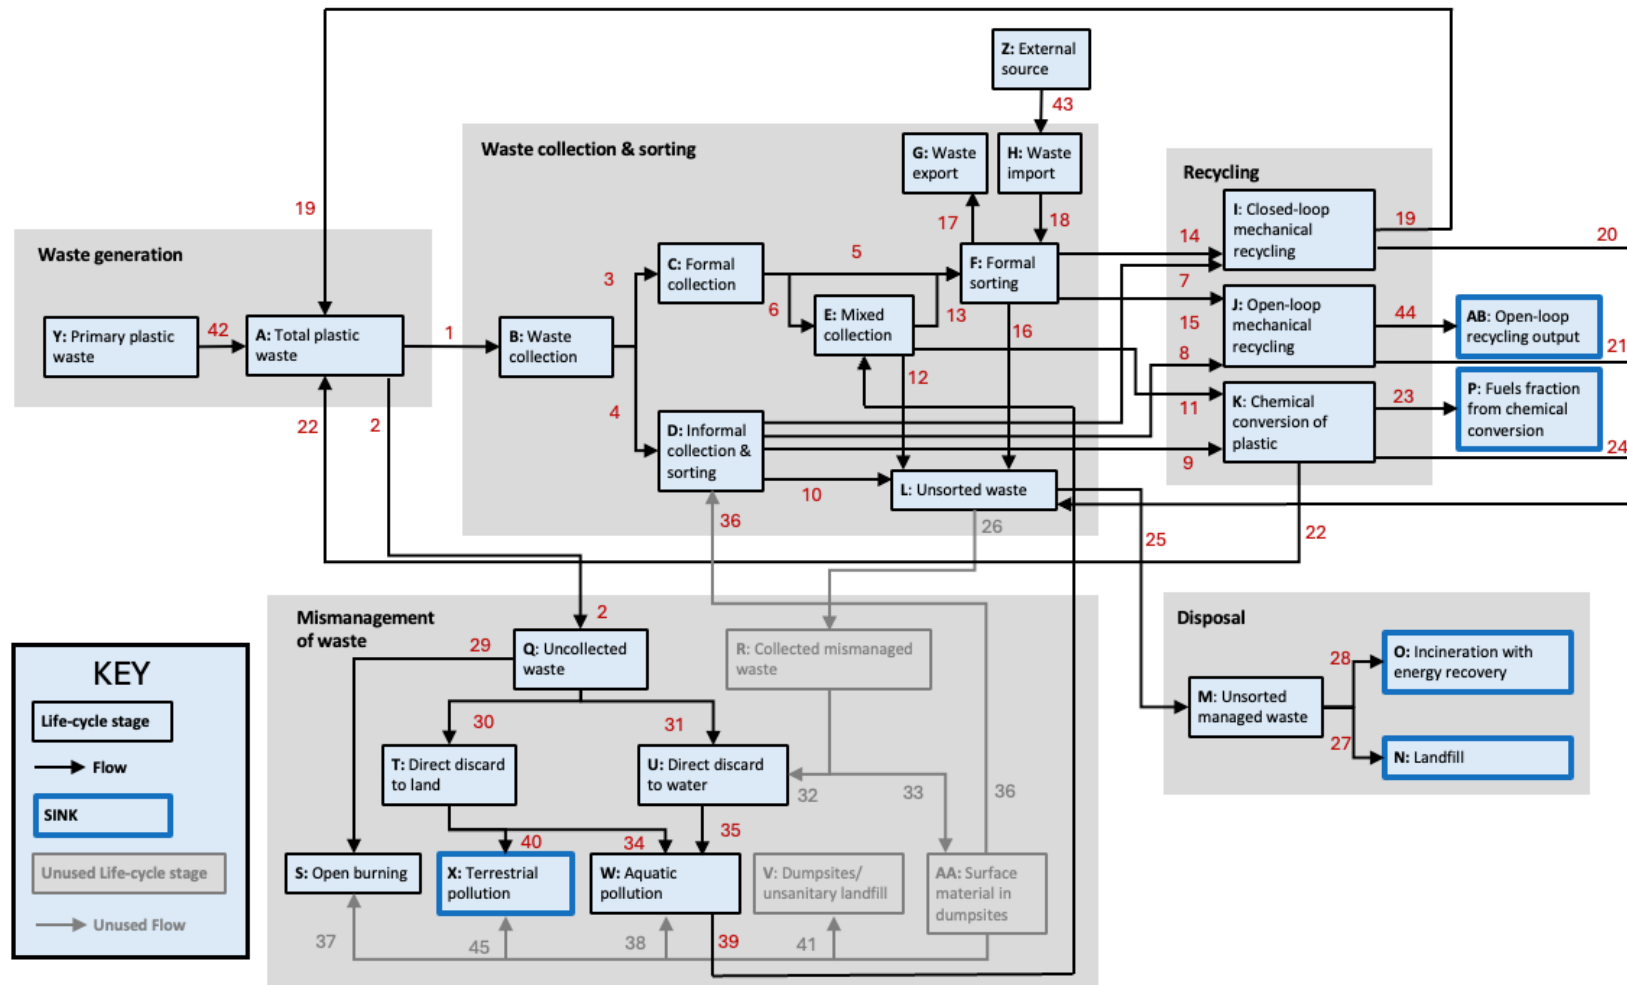 Z: External
source
43
Waste collection & sorting
G: Waste
export
H: Waste
import
Recycling
19
17
18
14
I: Closed-loop
mechanical
recycling
19
20
Waste generation
3
C: Formal
collection
5
F: Formal
sorting
7
6
E: Mixed
collection
13
15
J: Open-loop
mechanical
recycling
44
AB: Open-loop
recycling output
Y: Primary plastic
waste
42
A: Total plastic
waste
1
B: Waste
collection
16
8
21
12
22
2
4
D: Informal
collection &
sorting
11
K: Chemical
conversion of
plastic
23
P: Fuels fraction
from chemical
conversion
9
24
10
L: Unsorted waste
36
26
25
22
Mismanagement
of waste
2
Disposal
29
Q: Uncollected
waste
R: Collected mismanaged
waste
28
O: Incineration with
energy recovery
M: Unsorted
managed waste
27
N: Landfill
30
31
T: Direct discard
to land
U: Direct discard
to water
32
33
36
40
34
35
S: Open burning
X: Terrestrial
pollution
W: Aquatic
pollution
V: Dumpsites/
unsanitary landfill
AA: Surface
material in
dumpsites
37
45
38
39
41
KEY
Life-cycle stage
Flow
SINK
Unused Life-cycle stage
Unused Flow